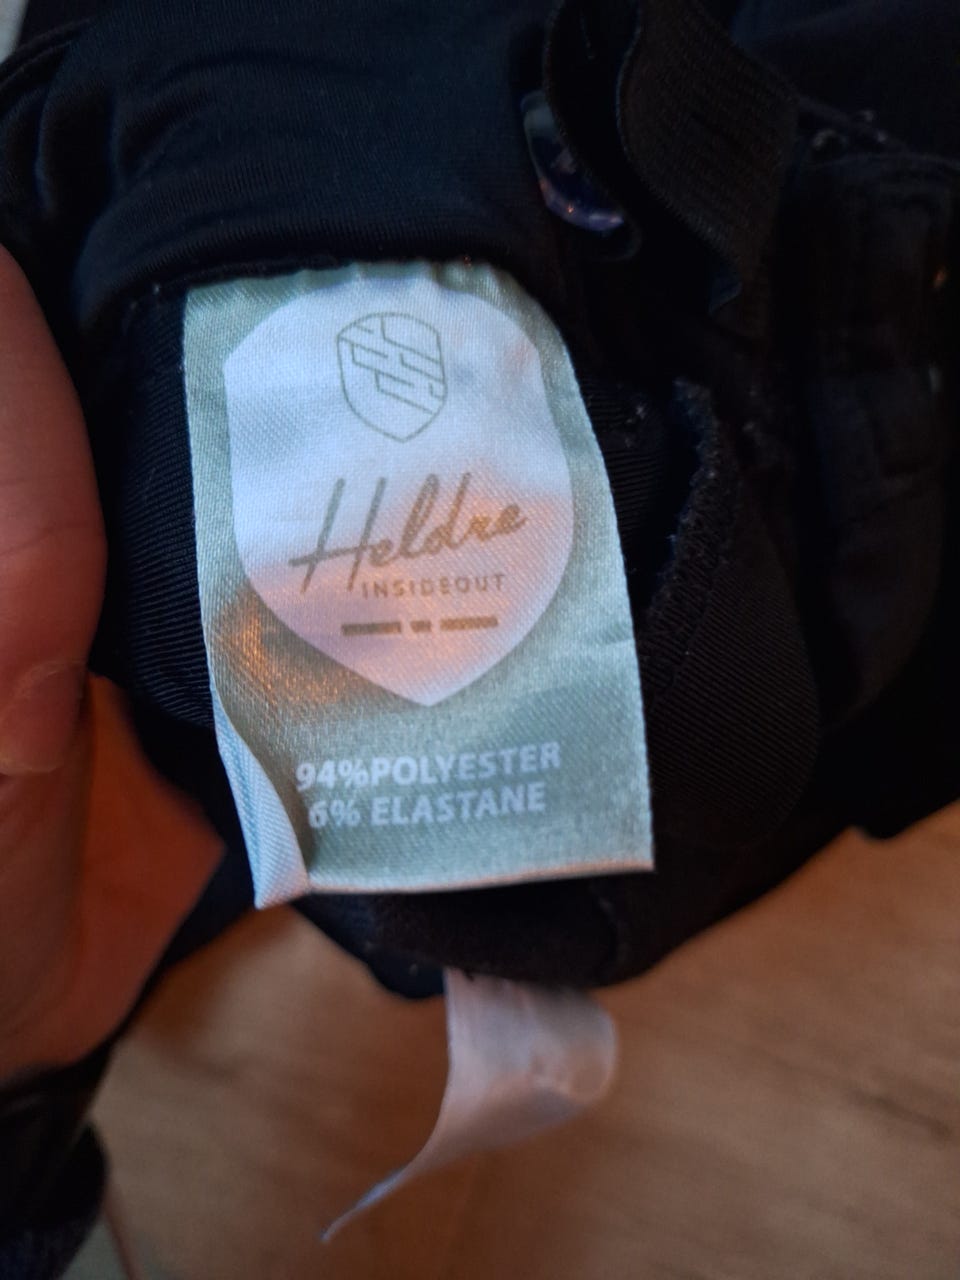 Heldre
INSIDEOUT
94%POLYESTER
6% ELASTANE